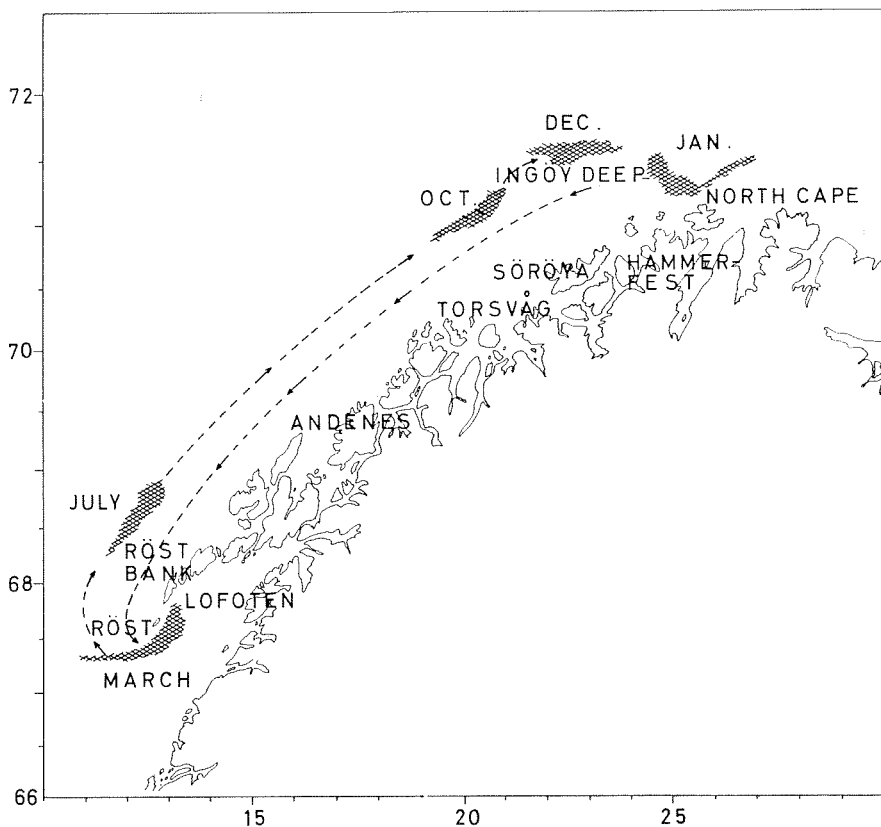 72
DEC.
JAN.
INGOY DEEP
OCT.
NORTH CAPE
SÖRÖYA
HAMMER-
FEST
TORSVAG
70
ANDENES
JULY
RÖST
BANK
68
LOFOTEN
RÖST
MARCH
66
15
20
25